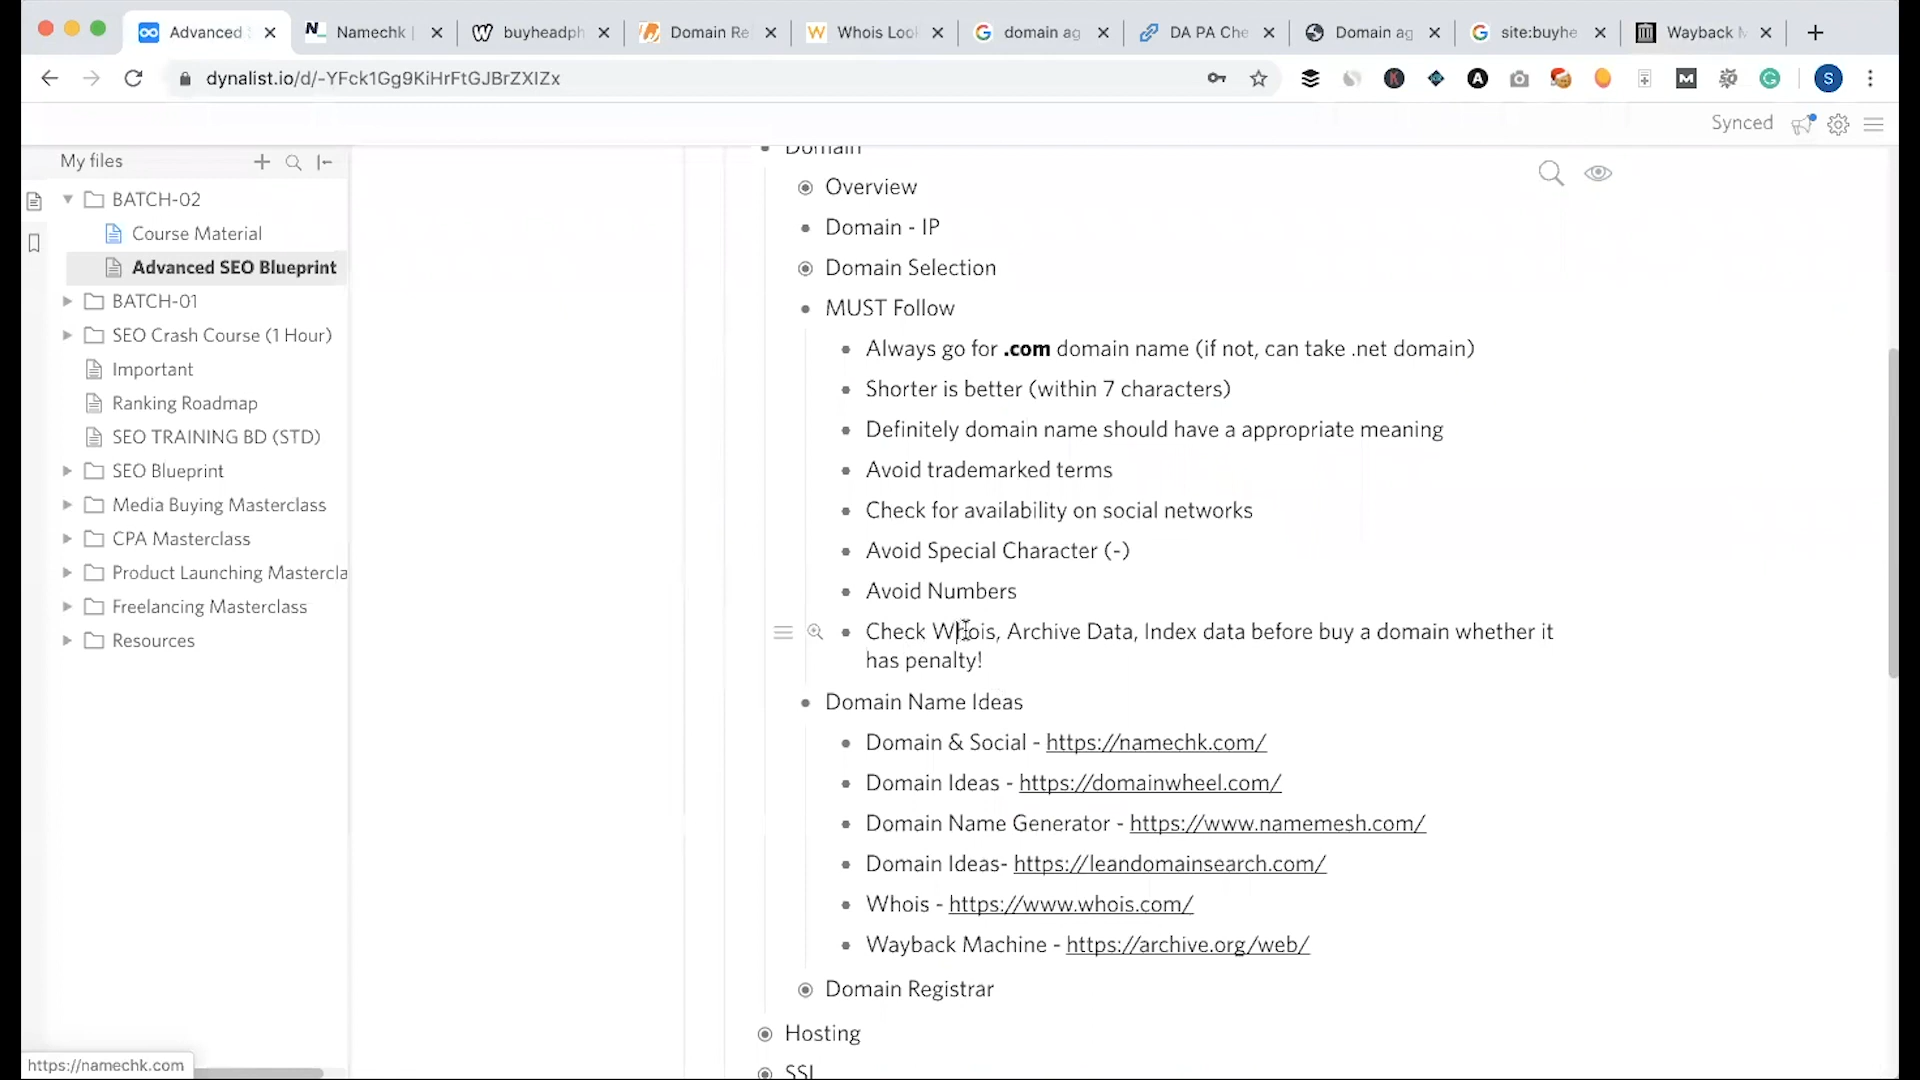 Advanced
Namechk |
buyheadph
Domain Re
Whois Loo
domain ag
DA PA Che
Domain ag
site:buyhe
Wayback M
dynalist.io/d/-YFck1Gg9KiHrFtGJBrZXIZx
S
Synced
My files
BATCH-02
Course Material
Advanced SEO Blueprint
BATCH-01
SEO Crash Course (1 Hour)
Important
Ranking Roadmap
SEO TRAINING BD (STD)
SEO Blueprint
Media Buying Masterclass
CPA Masterclass
Product Launching Mastercla
Freelancing Masterclass
Resources
Domain
Overview
Domain - IP
Domain Selection
MUST Follow
Always go for .com domain name (if not, can take .net domain)
Shorter is better (within 7 characters)
Definitely domain name should have a appropriate meaning
Avoid trademarked terms
Check for availability on social networks
Avoid Special Character (-)
Avoid Numbers
Check Whois, Archive Data, Index data before buy a domain whether it
has penalty!
Domain Name Ideas
Domain & Social - https://namechk.com/
Domain Ideas - https://domainwheel.com/
Domain Name Generator - https://www.namemesh.com/
Domain Ideas- https://leandomainsearch.com/
Whois - https://www.whois.com/
Wayback Machine - https://archive.org/web/
Domain Registrar
Hosting
SSL
https://namechk.com